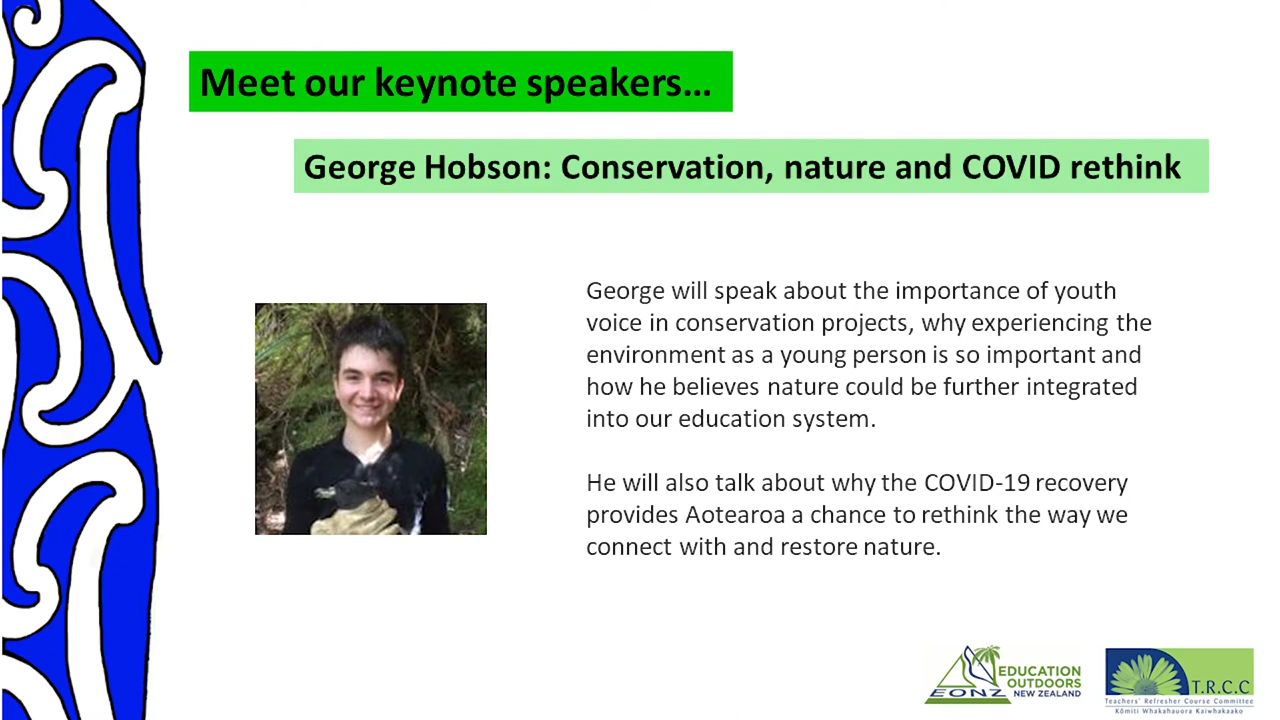 Meet our keynote speakers...
George Hobson: Conservation, nature and COVID rethink
George will speak about the importance of youth
voice in conservation projects, why experiencing the
environment as a young person is so important and
how he believes nature could be further integrated
into our education system.
He will also talk about why the COVID-19 recovery
provides Aotearoa a chance to rethink the way we
connect with and restore nature.
EONZ
EDUCATION
OUTDOORS
NEW ZEALAND
T.R.C.C
Teachers' Refresher Course Committee
Kōmiti Whakahauora Kaiwhakaako